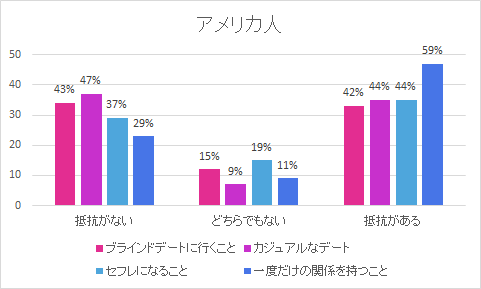 アメリカ人
50
40
30
20
10
0
43%
47%
37%
29%
15%
9%
19%
11%
42%
44%
44%
59%
抵抗がない
どちらでもない
抵抗がある
ブラインドデートに行くこと
カジュアルなデート
セフレになること
一度だけの関係を持つこと